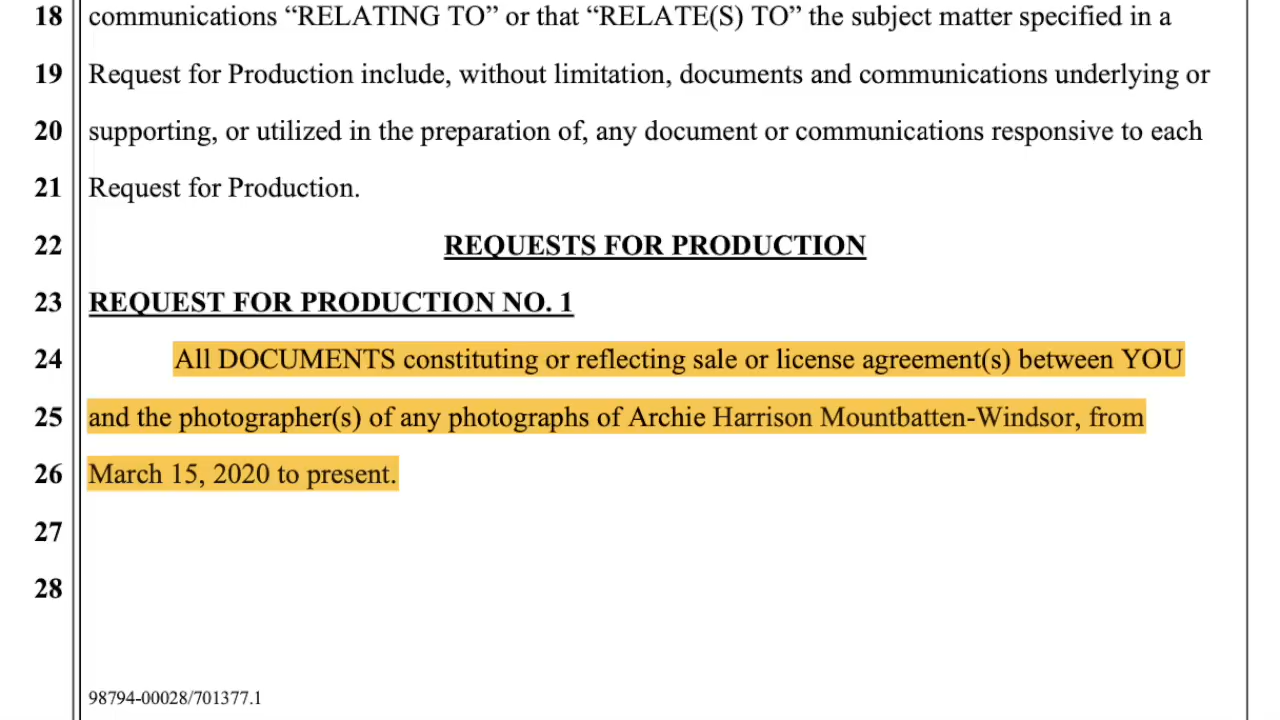 18 communications “RELATING TO” or that “RELATE(S) TO” the subject matter specified in a
19 Request for Production include, without limitation, documents and communications underlying or
20 supporting, or utilized in the preparation of, any document or communications responsive to each
21 Request for Production.
22 REQUESTS FOR PRODUCTION
23 REQUEST FOR PRODUCTION NO. 1
24 All DOCUMENTS constituting or reflecting sale or license agreement(s) between YOU
25 and the photographer(s) of any photographs of Archie Harrison Mountbatten-Windsor, from
26 March 15, 2020 to present.
27
28
98794-00028/701377.1